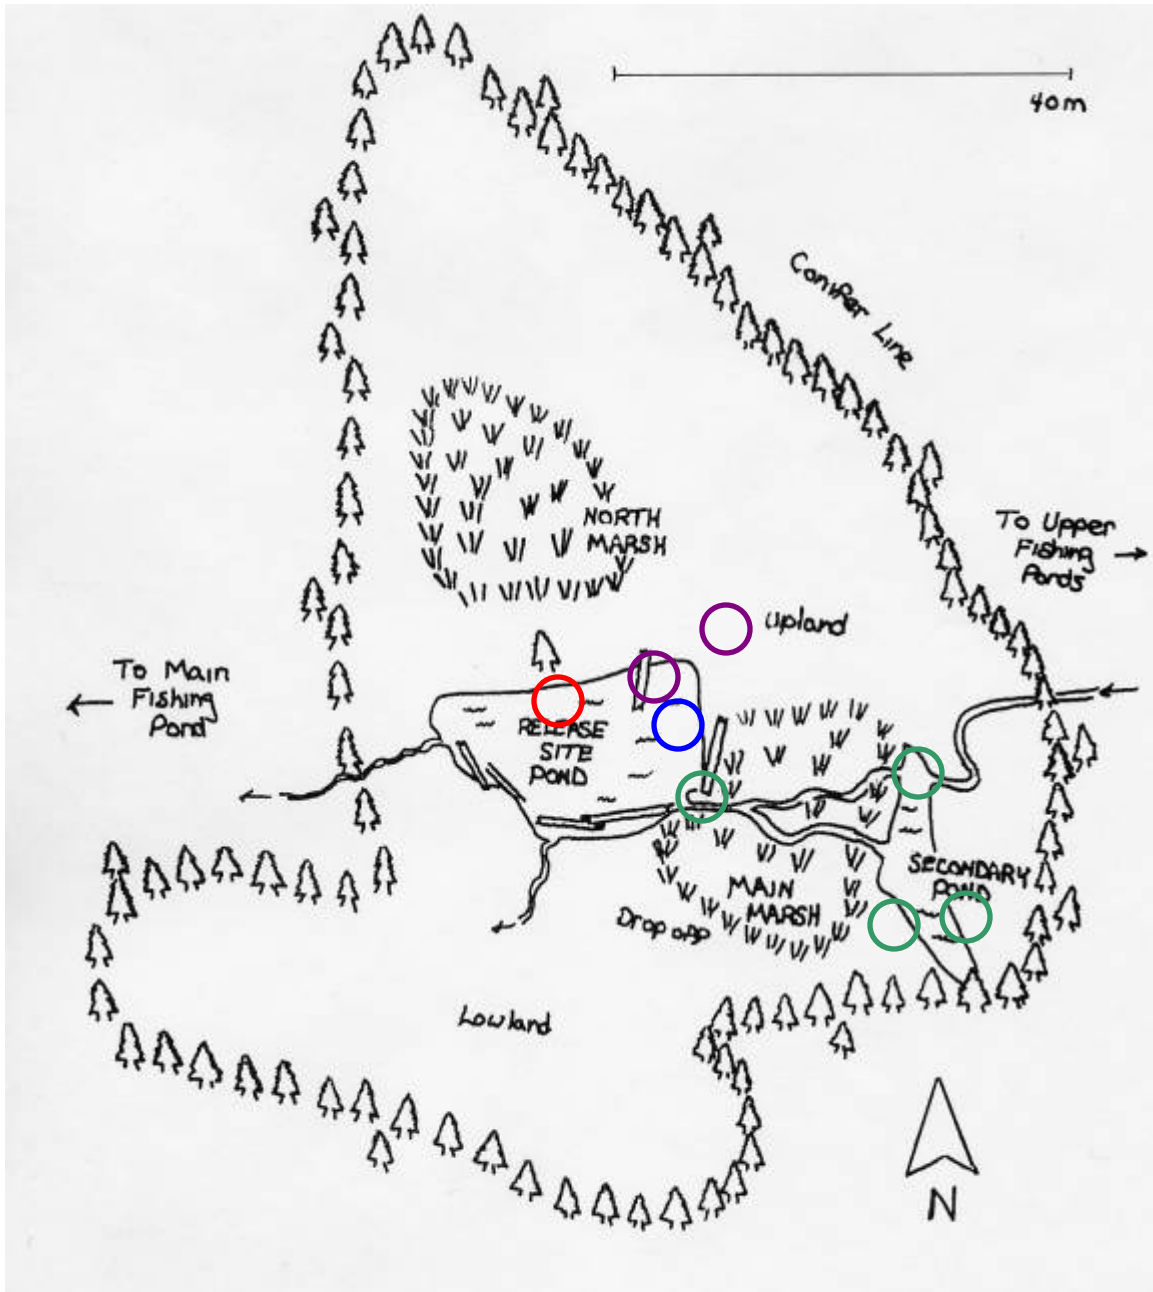 40m
Conifer Line
NORTH
MARSH
To Upper
Fishing
Ponds
Upland
To Main
Fishing
Pond
RELEASE
SITE
POND
SECONDARY
POND
MAIN
MARSH
Drop off
Lowland
N